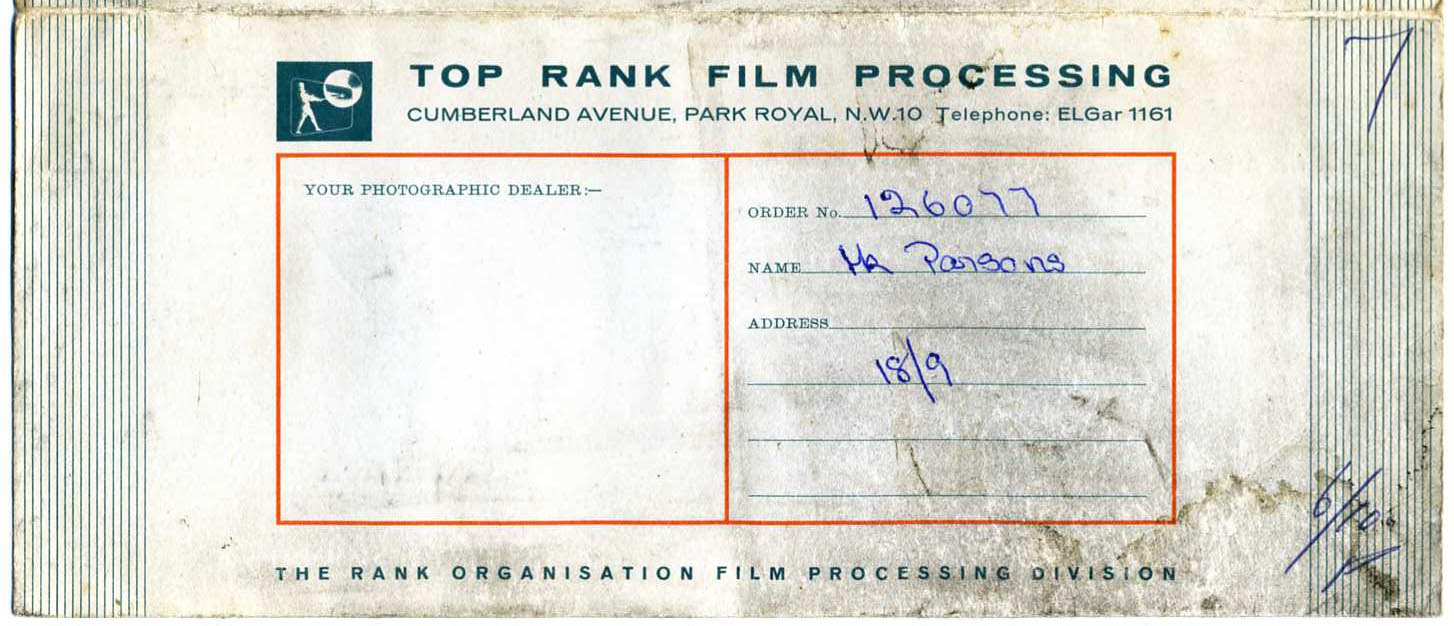 TOP RANK FILM PROCESSING
CUMBERLAND AVENUE, PARK ROYAL, N.W.10 Telephone: ELGar 1161
7
YOUR PHOTOGRAPHIC DEALER:—
ORDER No. 126077
NAME Mr Parsons
ADDRESS
18/9
6/10
THE RANK ORGANISATION FILM PROCESSING DIVISION